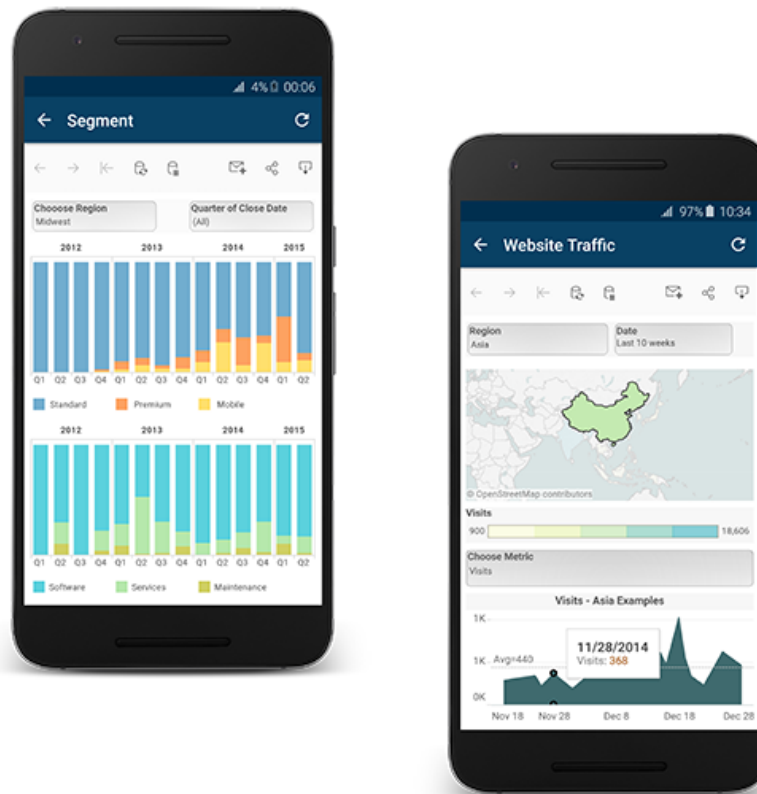 4% 00:06
Segment
Chooose Region
Midwest
Quarter of Close Date
(All)
2012 2013 2014 2015
Q1 Q2 Q3 Q4 Q1 Q2 Q3 Q4 Q1 Q2 Q3 Q4 Q1 Q2
Standard Premium Mobile
2012 2013 2014 2015
Q1 Q2 Q3 Q4 Q1 Q2 Q3 Q4 Q1 Q2 Q3 Q4 Q1 Q2
Software Services Maintenance
97% 10:34
Website Traffic
Region
Asia
Date
Last 10 weeks
© OpenStreetMap contributors
Visits
900 18,606
Choose Metric
Visits
Visits - Asia Examples
1K
11/28/2014
Visits: 368
1K Avg=440
0K
Nov 18 Nov 28 Dec 8 Dec 18 Dec 28